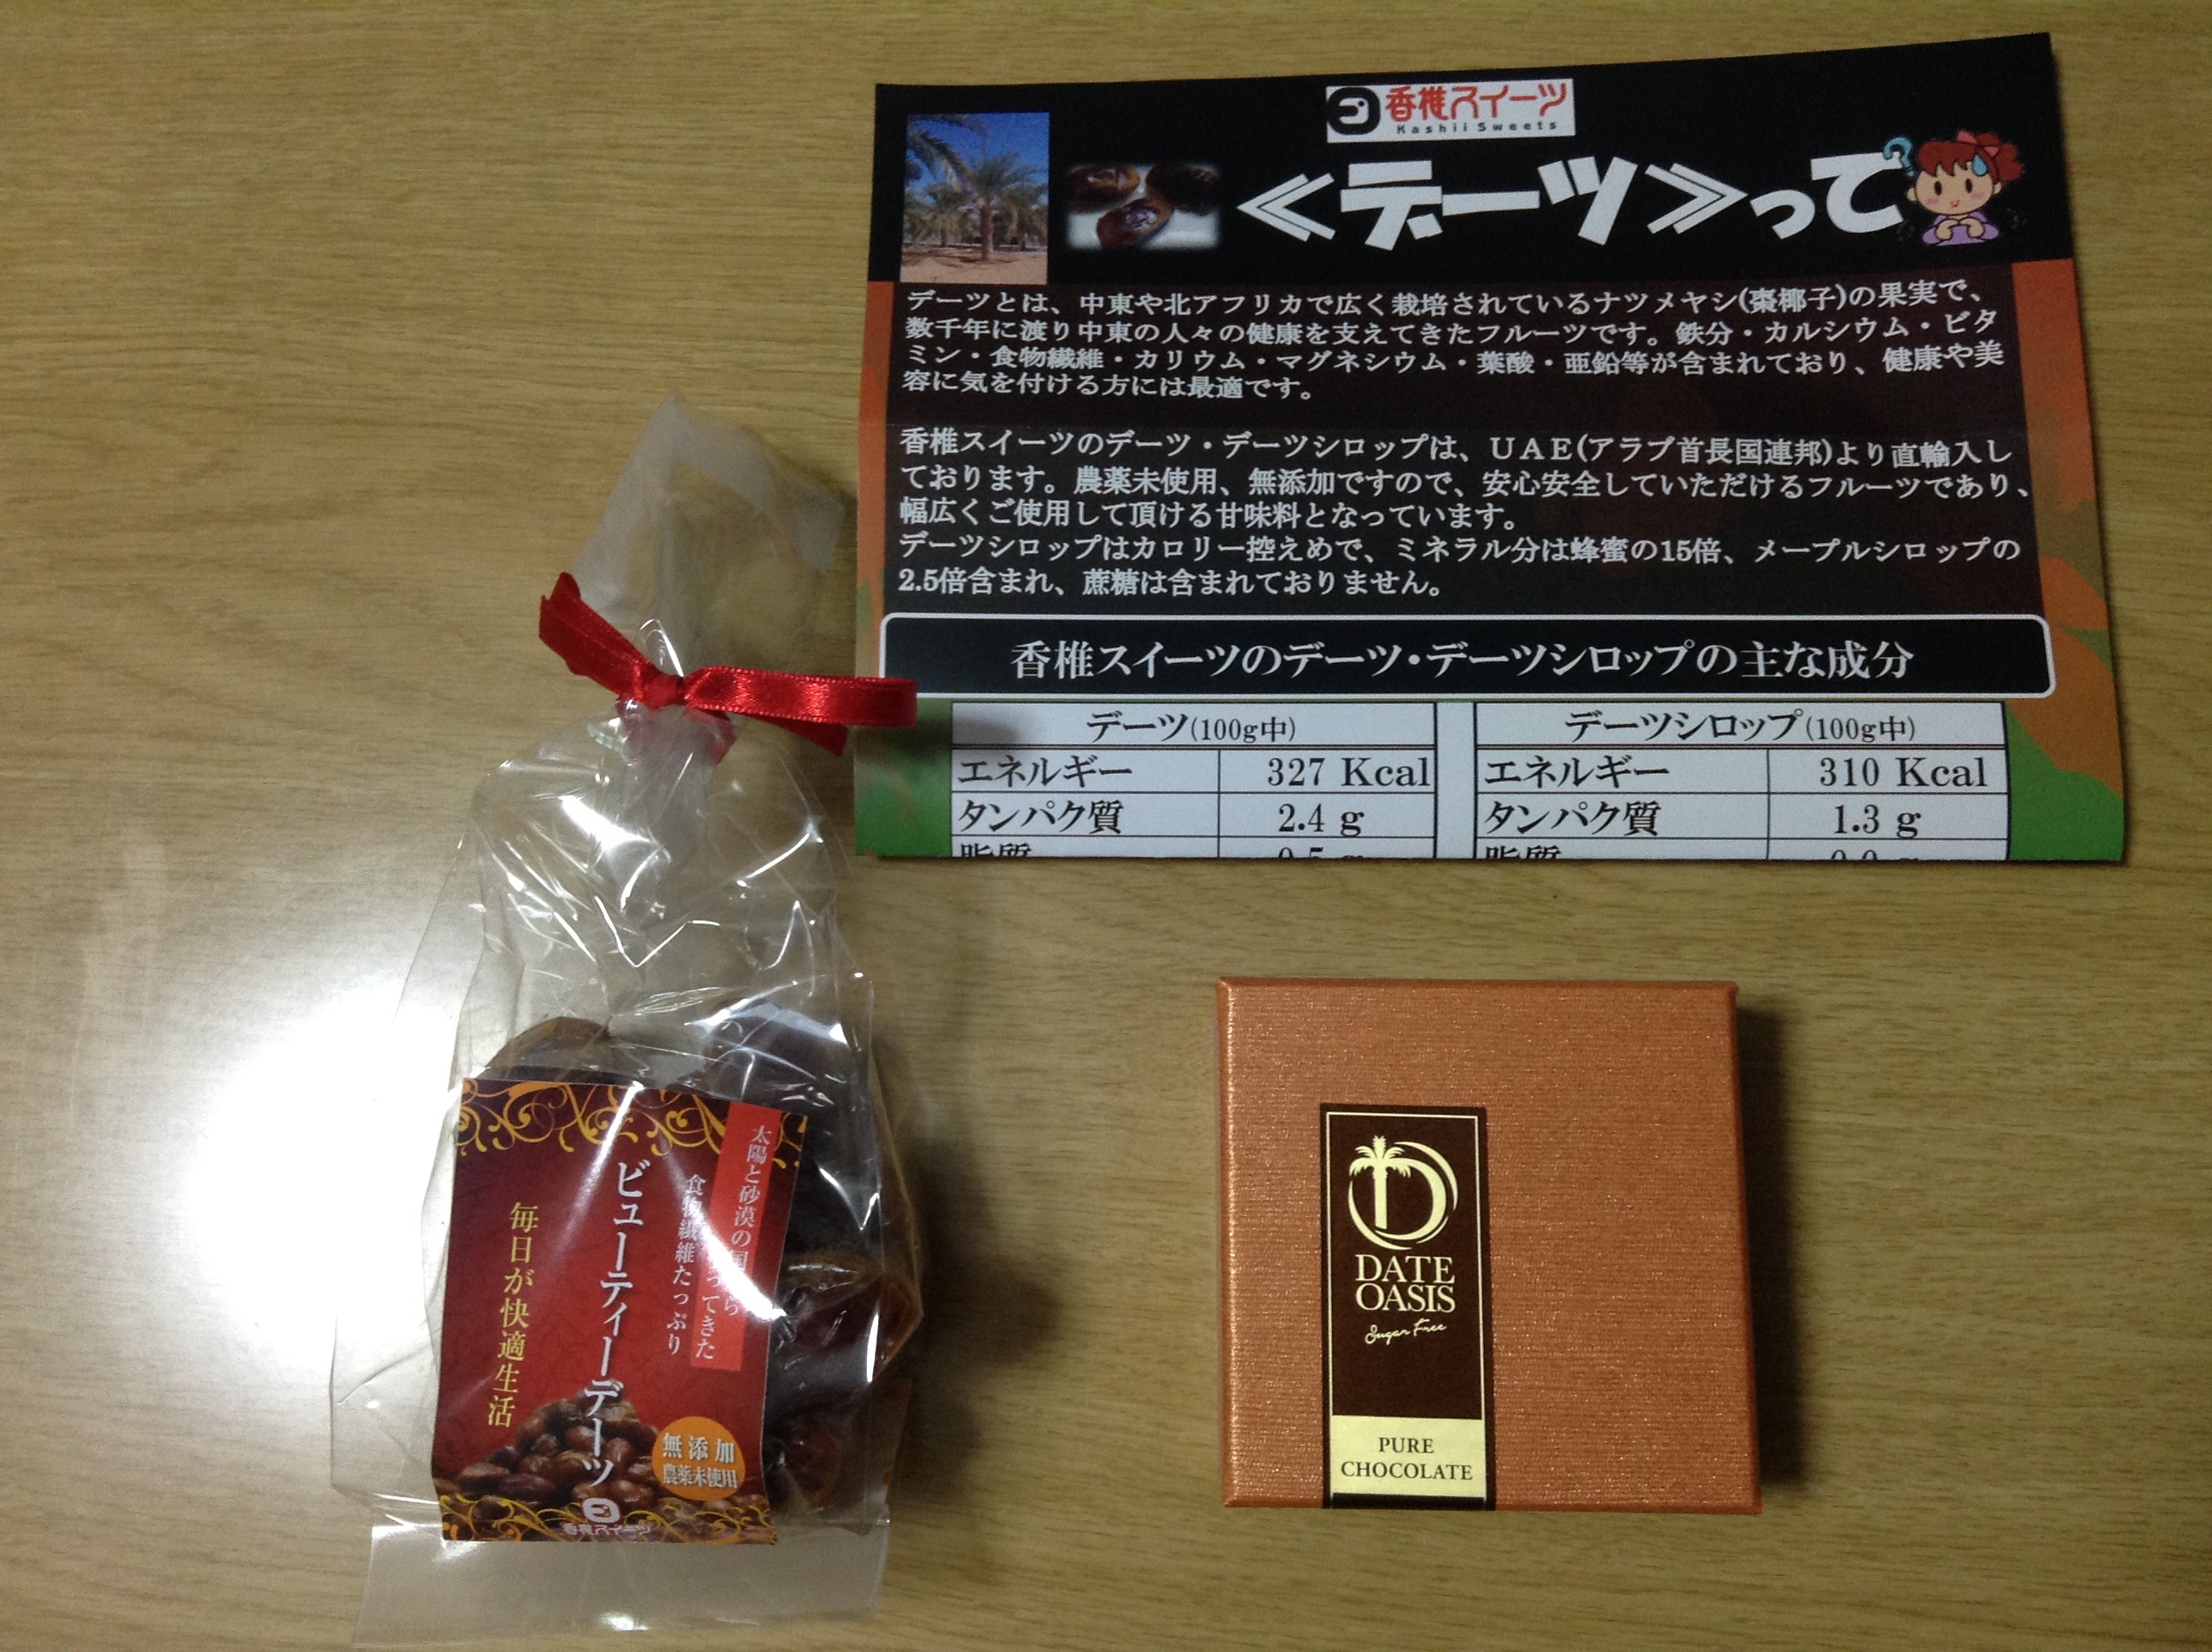 香椎スイーツ
Kashii Sweets
≪デーツ≫って
?
デーツとは、中東や北アフリカで広く栽培されているナツメヤシ(棗椰子)の果実で、
数千年に渡り中東の人々の健康を支えてきたフルーツです。鉄分・カルシウム・ビタ
ミン・食物繊維・カリウム・マグネシウム・葉酸・亜鉛等が含まれており、健康や美
容に気を付ける方には最適です。
香椎スイーツのデーツ・デーツシロップは、UAE(アラブ首長国連邦)より直輸入し
ております。農薬未使用、無添加ですので、安心安全していただけるフルーツであり、
幅広くご使用して頂ける甘味料となっています。
デーツシロップはカロリー控えめで、ミネラル分は蜂蜜の15倍、メープルシロップの
2.5倍含まれ、蔗糖は含まれておりません。
香椎スイーツのデーツ・デーツシロップの主な成分
デーツ(100g中)
エネルギー 327 Kcal
タンパク質 2.4 g
脂質 0.5 g
デーツシロップ(100g中)
エネルギー 310 Kcal
タンパク質 1.3 g
脂質 0.0 g
太陽と砂漠の国から
ってきた
食物繊維たっぷり
ビューティーデーツ
毎日が快適生活
無添加
農薬未使用
香椎スイーツ
DATE
OASIS
Sugar Free
PURE
CHOCOLATE